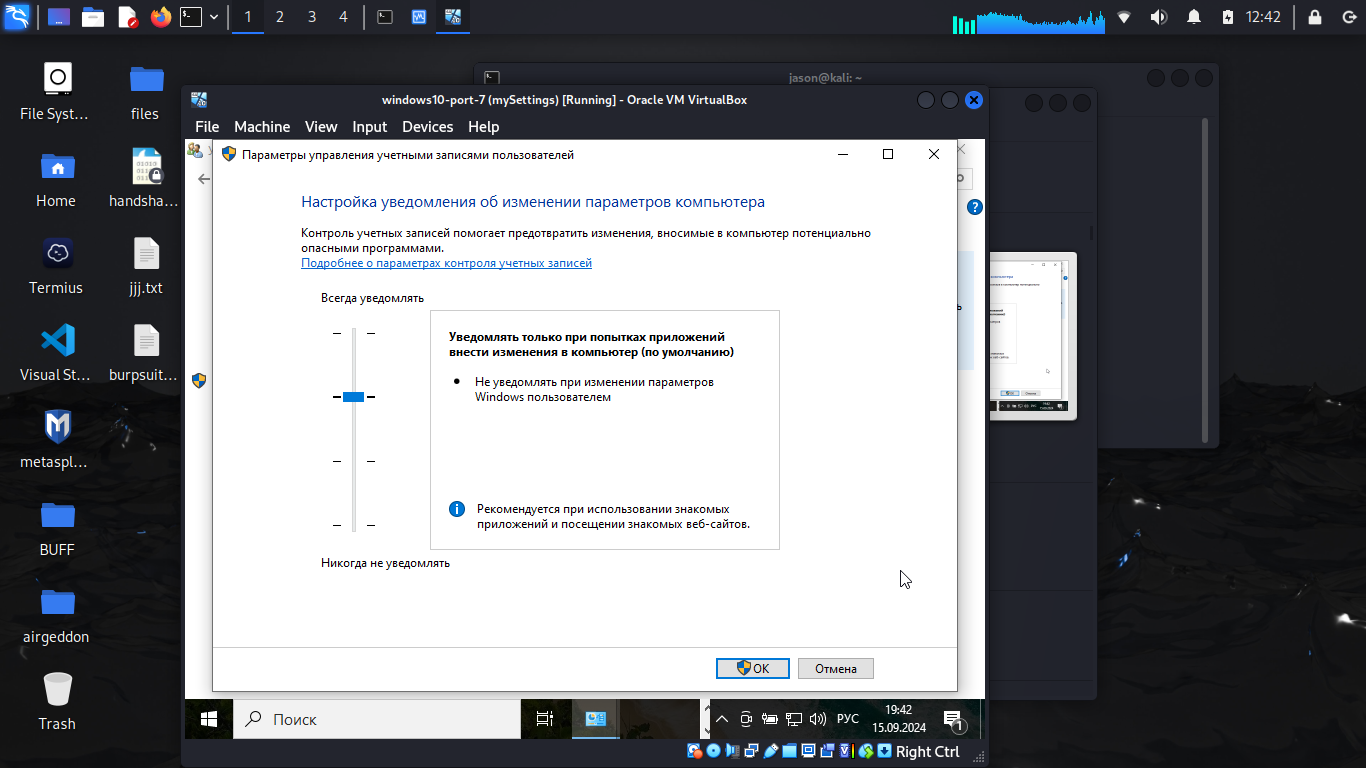 1
2
3
4
12:42
jason@kali: ~
windows10-port-7 (mySettings) [Running] - Oracle VM VirtualBox
File Machine View Input Devices Help
Параметры управления учетными записями пользователей
Настройка уведомления об изменении параметров компьютера
Контроль учетных записей помогает предотвратить изменения, вносимые в компьютер потенциально
опасными программами.
Подробнее о параметрах контроля учетных записей
Всегда уведомлять
Уведомлять только при попытках приложений
внести изменения в компьютер (по умолчанию)
Не уведомлять при изменении параметров
Windows пользователем
Рекомендуется при использовании знакомых
приложений и посещении знакомых веб-сайтов.
Никогда не уведомлять
OK
Отмена
File Syst...
files
Home
handsha...
Termius
jjj.txt
Visual St...
burpsuit...
metaspl...
BUFF
airgeddon
Trash
Поиск
РУС
19:42
15.09.2024
1
Right Ctrl